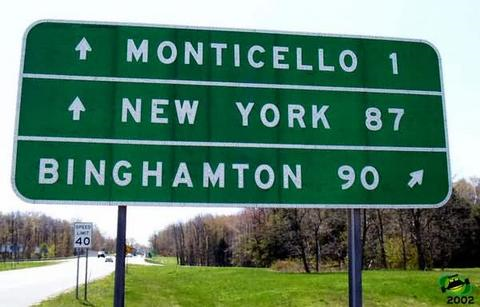 MONTICELLO 1
NEW YORK 87
BINGHAMTON 90
SPEED
LIMIT
40
2002